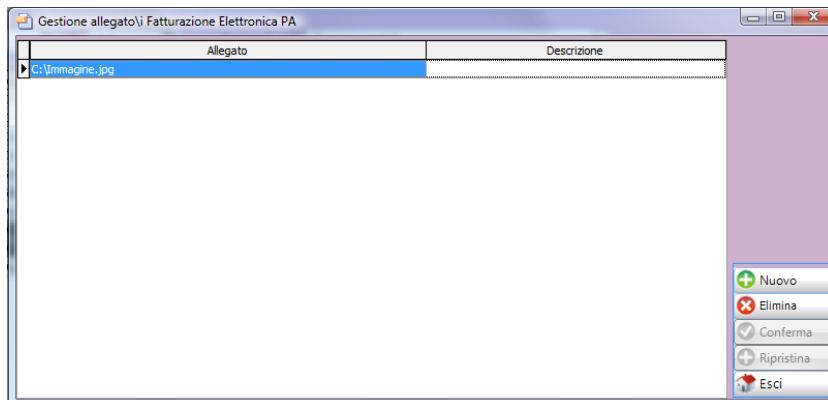 Gestione allegato\i Fatturazione Elettronica PA
Allegato Descrizione
C:\Immagine.jpg
Nuovo
Elimina
Conferma
Ripristina
Esci